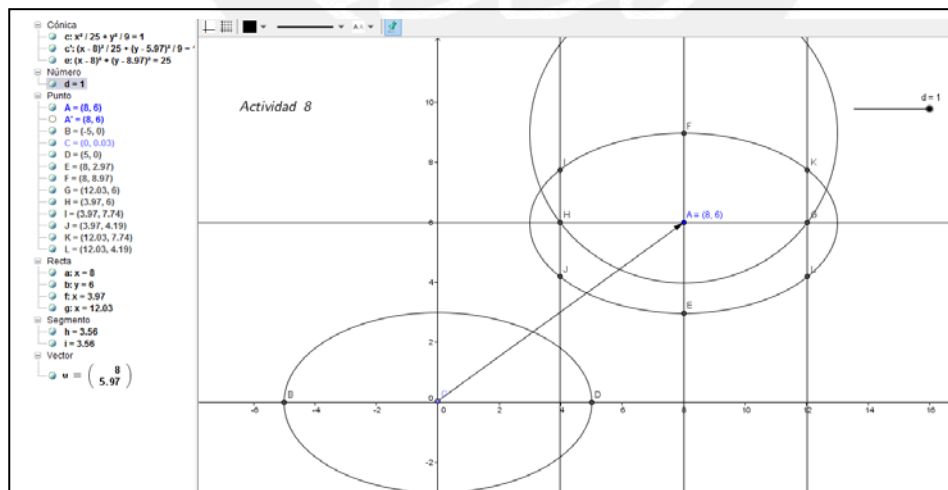 Cónica
c: x² / 25 + y² / 9 = 1
c': (x - 8)² / 25 + (y - 5.97)² / 9 =
e: (x - 8)² + (y - 8.97)² = 25
Número
d = 1
Punto
A = (8, 6)
A' = (8, 6)
B = (-5, 0)
C = (0, 0.03)
D = (5, 0)
E = (8, 2.97)
F = (8, 8.97)
G = (12.03, 6)
H = (3.97, 6)
I = (3.97, 7.74)
J = (3.97, 4.19)
K = (12.03, 7.74)
L = (12.03, 4.19)
Recta
a: x = 8
b: y = 6
f: x = 3.97
g: x = 12.03
Segmento
h = 3.56
i = 3.56
Vector
u = ( 8
5.97 )
AA
Actividad 8
d = 1
10
8
6
4
2
0
-2
-6
-4
-2
0
2
4
6
8
10
12
14
16
F
I
K
H
A = (8, 6)
G
J
L
E
B
C
D